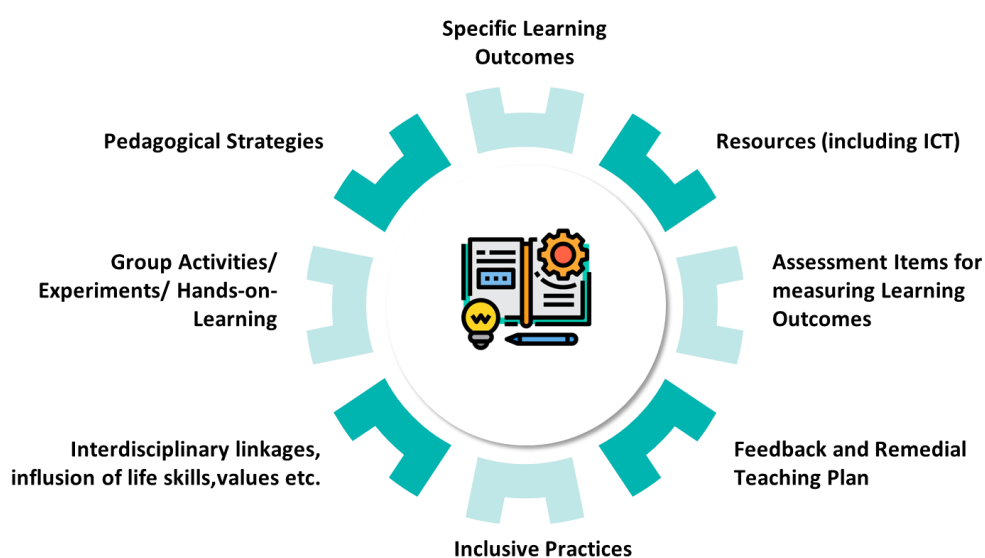 Specific Learning
Outcomes
Pedagogical Strategies
Resources (including ICT)
Group Activities/
Experiments/ Hands-on-
Learning
Assessment Items for
measuring Learning
Outcomes
Interdisciplinary linkages,
influsion of life skills,values etc.
Feedback and Remedial
Teaching Plan
Inclusive Practices